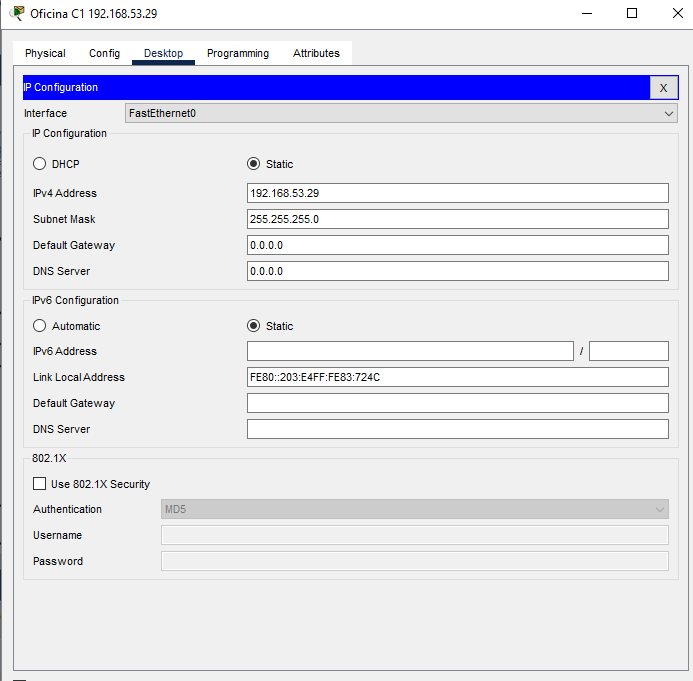 Oficina C1 192.168.53.29
Physical Config Desktop Programming Attributes
IP Configuration X
Interface FastEthernet0
IP Configuration
DHCP Static
IPv4 Address 192.168.53.29
Subnet Mask 255.255.255.0
Default Gateway 0.0.0.0
DNS Server 0.0.0.0
IPv6 Configuration
Automatic Static
IPv6 Address /
Link Local Address FE80::203:E4FF:FE83:724C
Default Gateway
DNS Server
802.1X
Use 802.1X Security
Authentication MD5
Username
Password